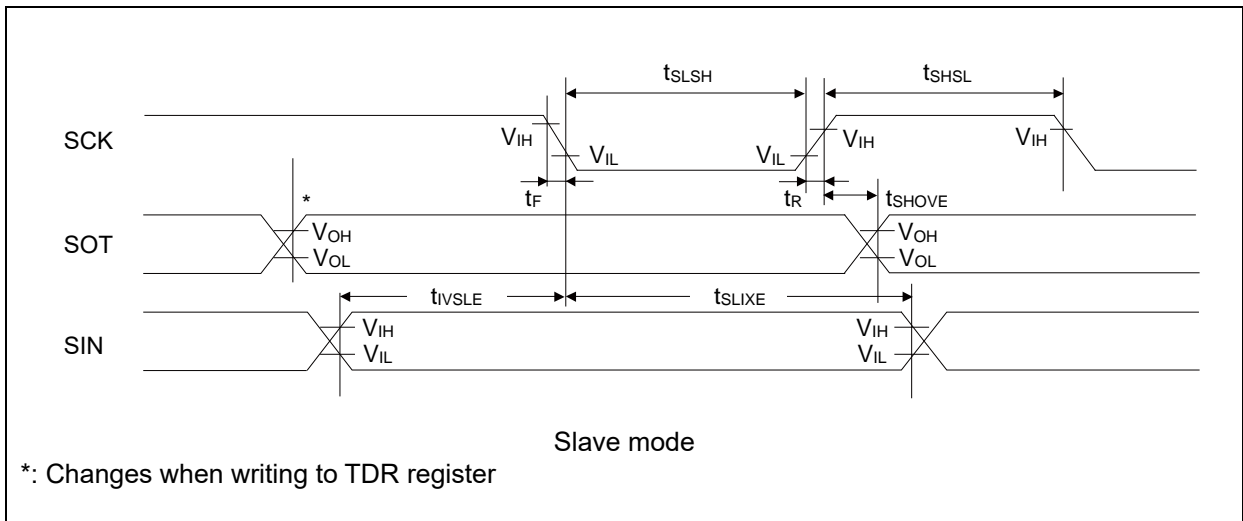 tSLSH tSHSL
SCK VIH VIL VIL VIH VIH
tF tR tSHOVE
*
SOT VOH VOL VOH VOL
tIVSLE tSLIXE
SIN VIH VIL VIH VIL
Slave mode
*: Changes when writing to TDR register